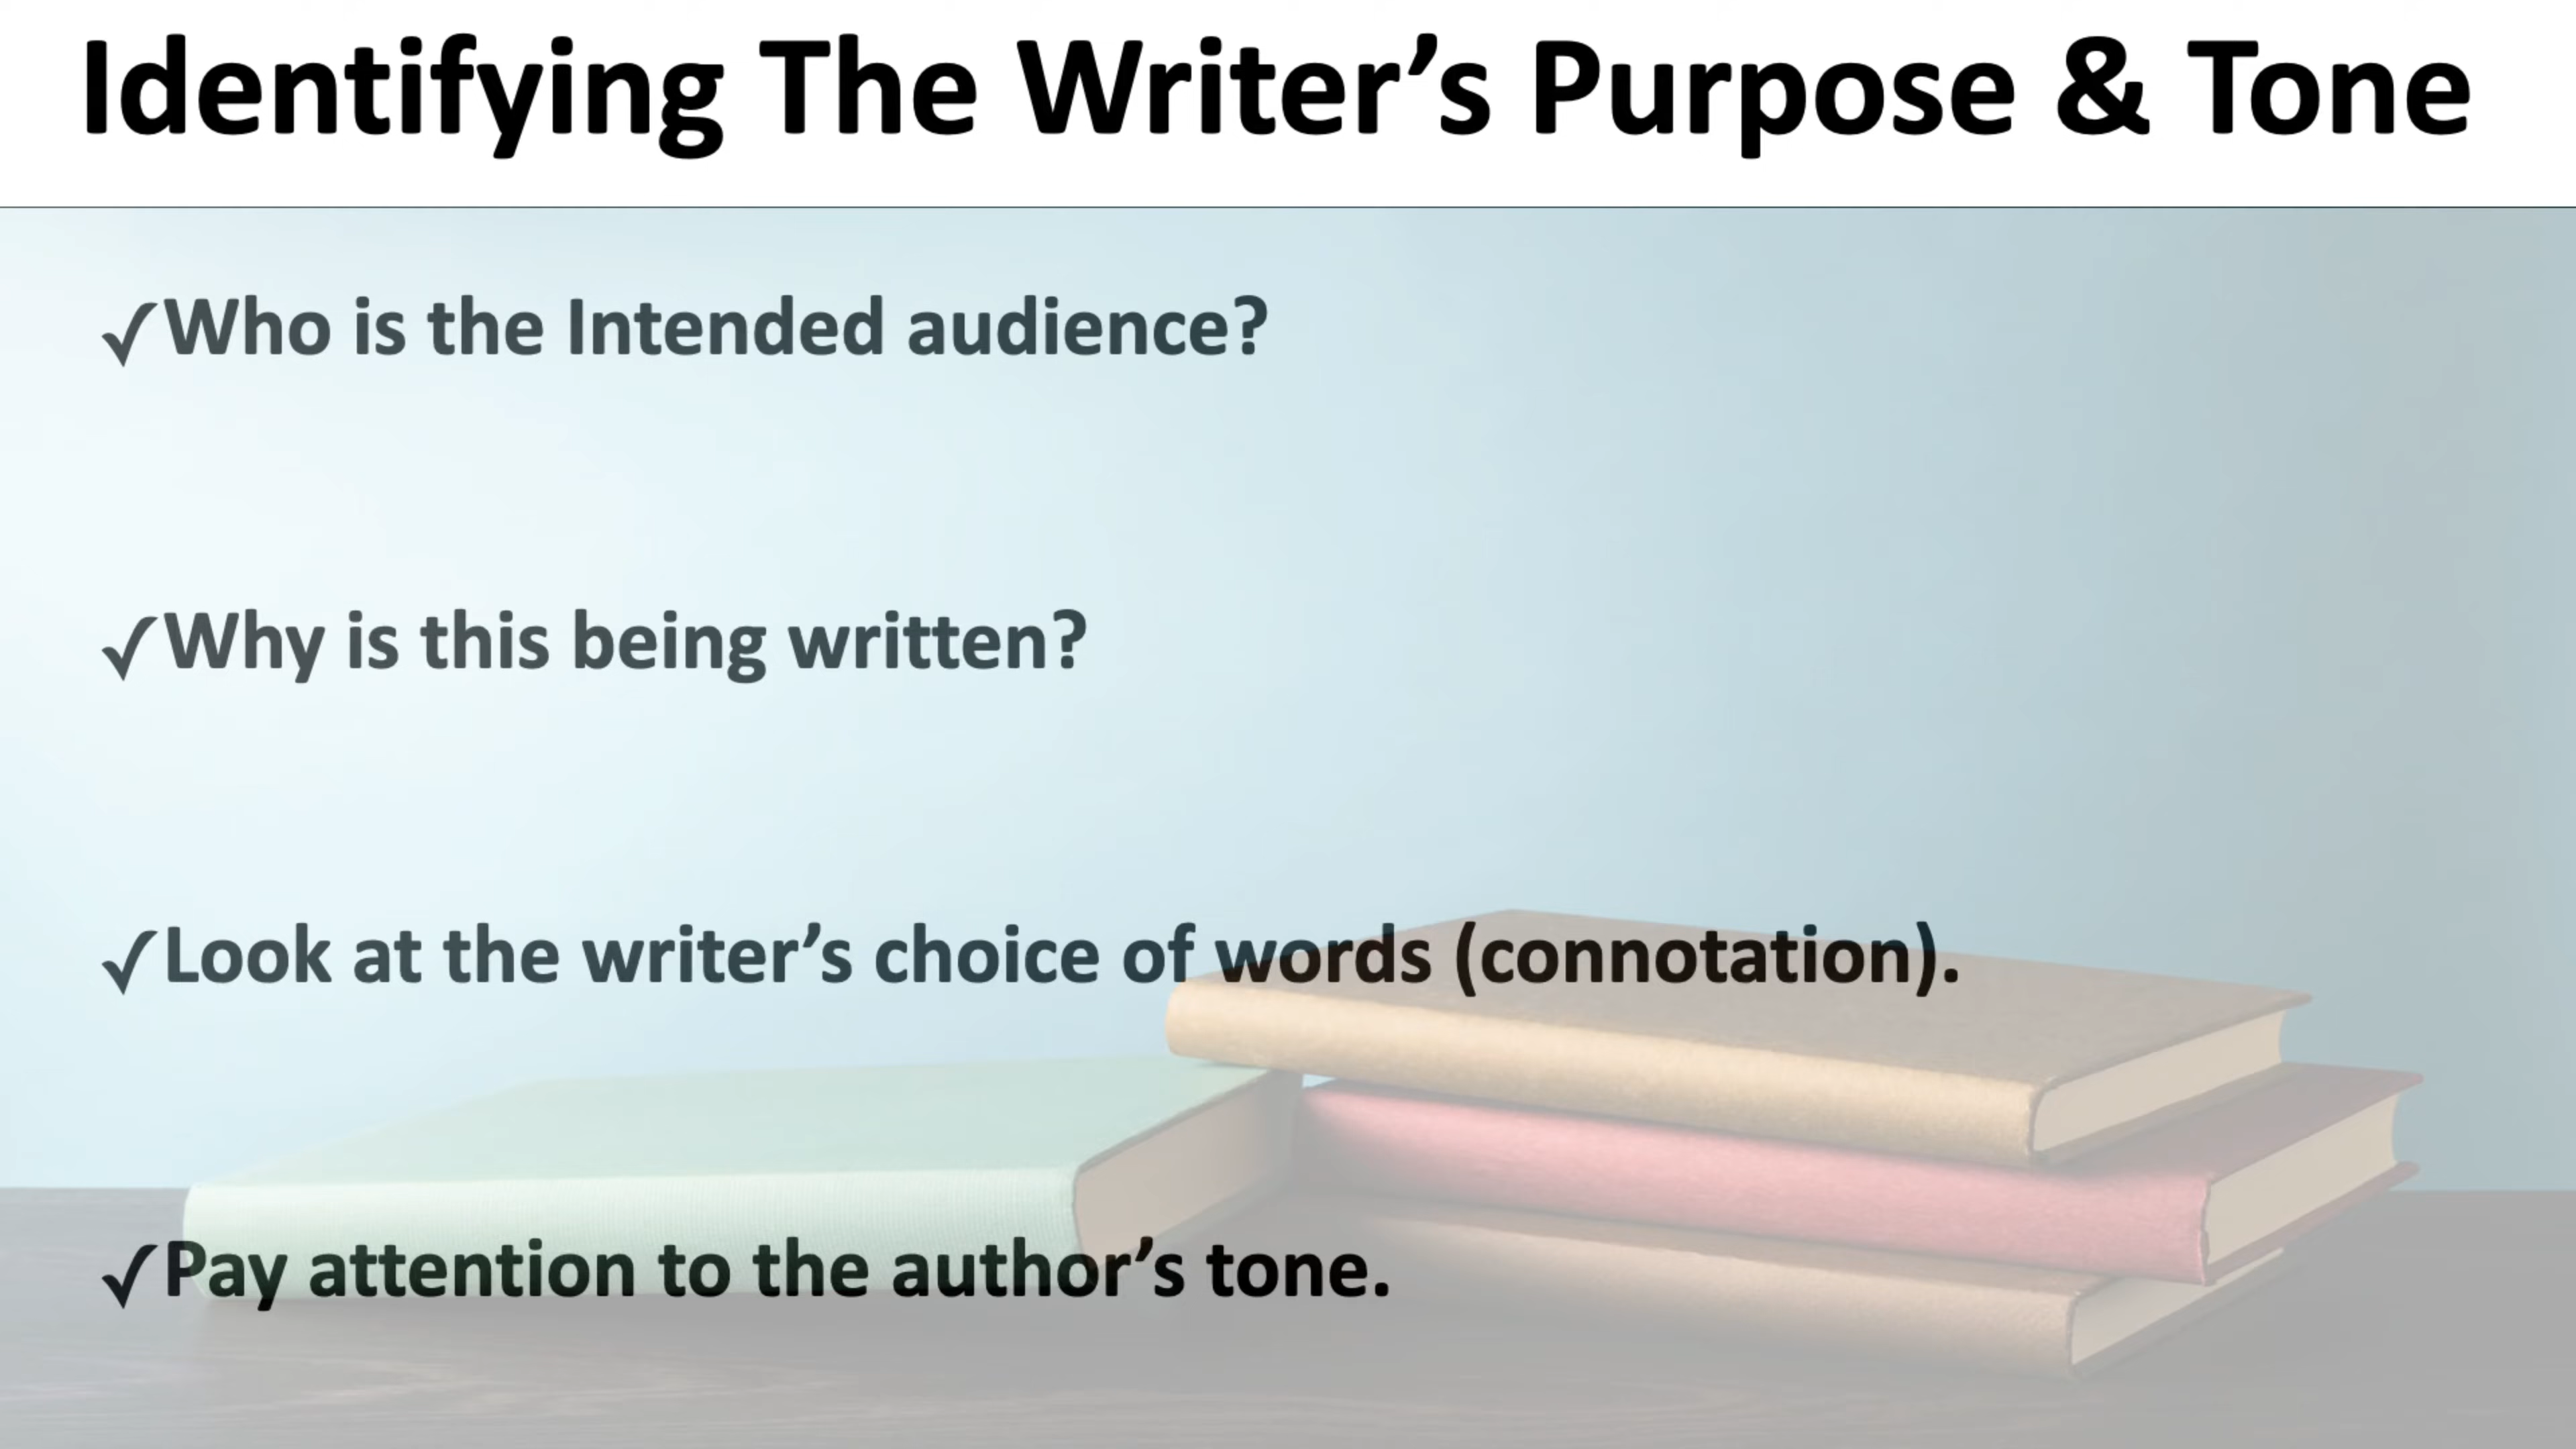 Identifying The Writer’s Purpose & Tone
✓Who is the Intended audience?
✓Why is this being written?
✓Look at the writer’s choice of words (connotation).
✓Pay attention to the author’s tone.